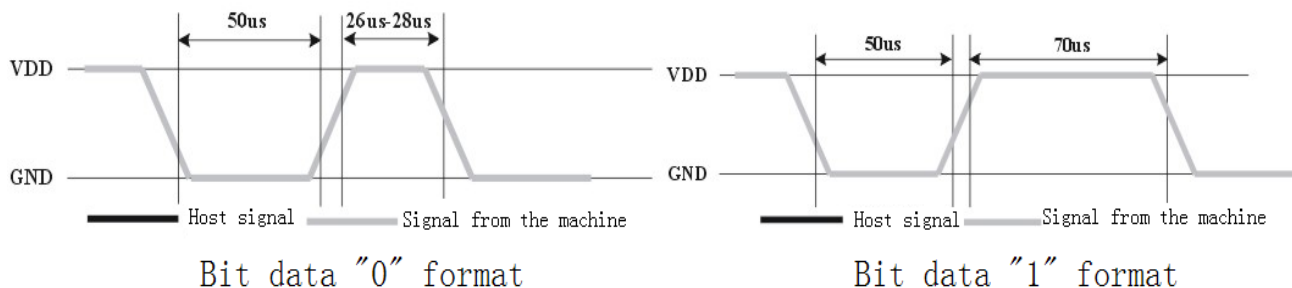 50us 26us-28us
VDD
GND
Host signal Signal from the machine
Bit data "0" format
50us 70us
VDD
GND
Host signal Signal from the machine
Bit data "1" format